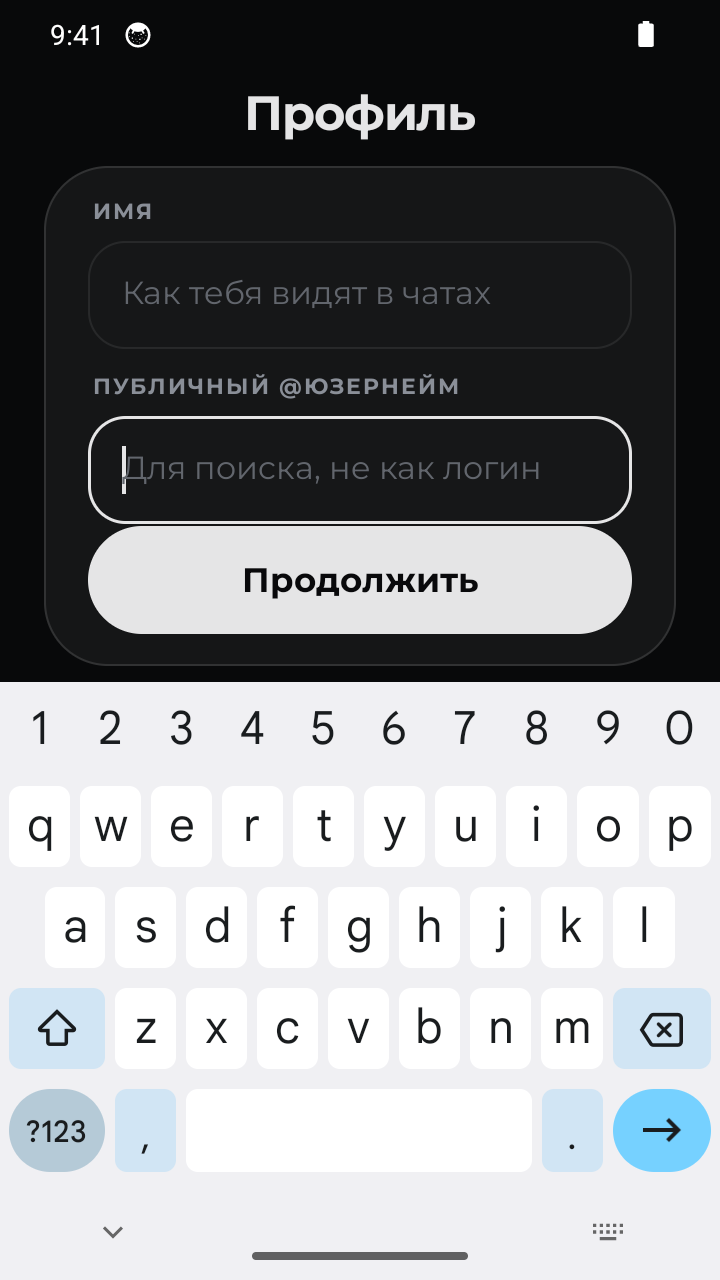 9:41
Профиль
ИМЯ
Как тебя видят в чатах
ПУБЛИЧНЫЙ @ЮЗЕРНЕЙМ
Для поиска, не как логин
Продолжить
1 2 3 4 5 6 7 8 9 0
q w e r t y u i o p
a s d f g h j k l
z x c v b n m
?123 , .